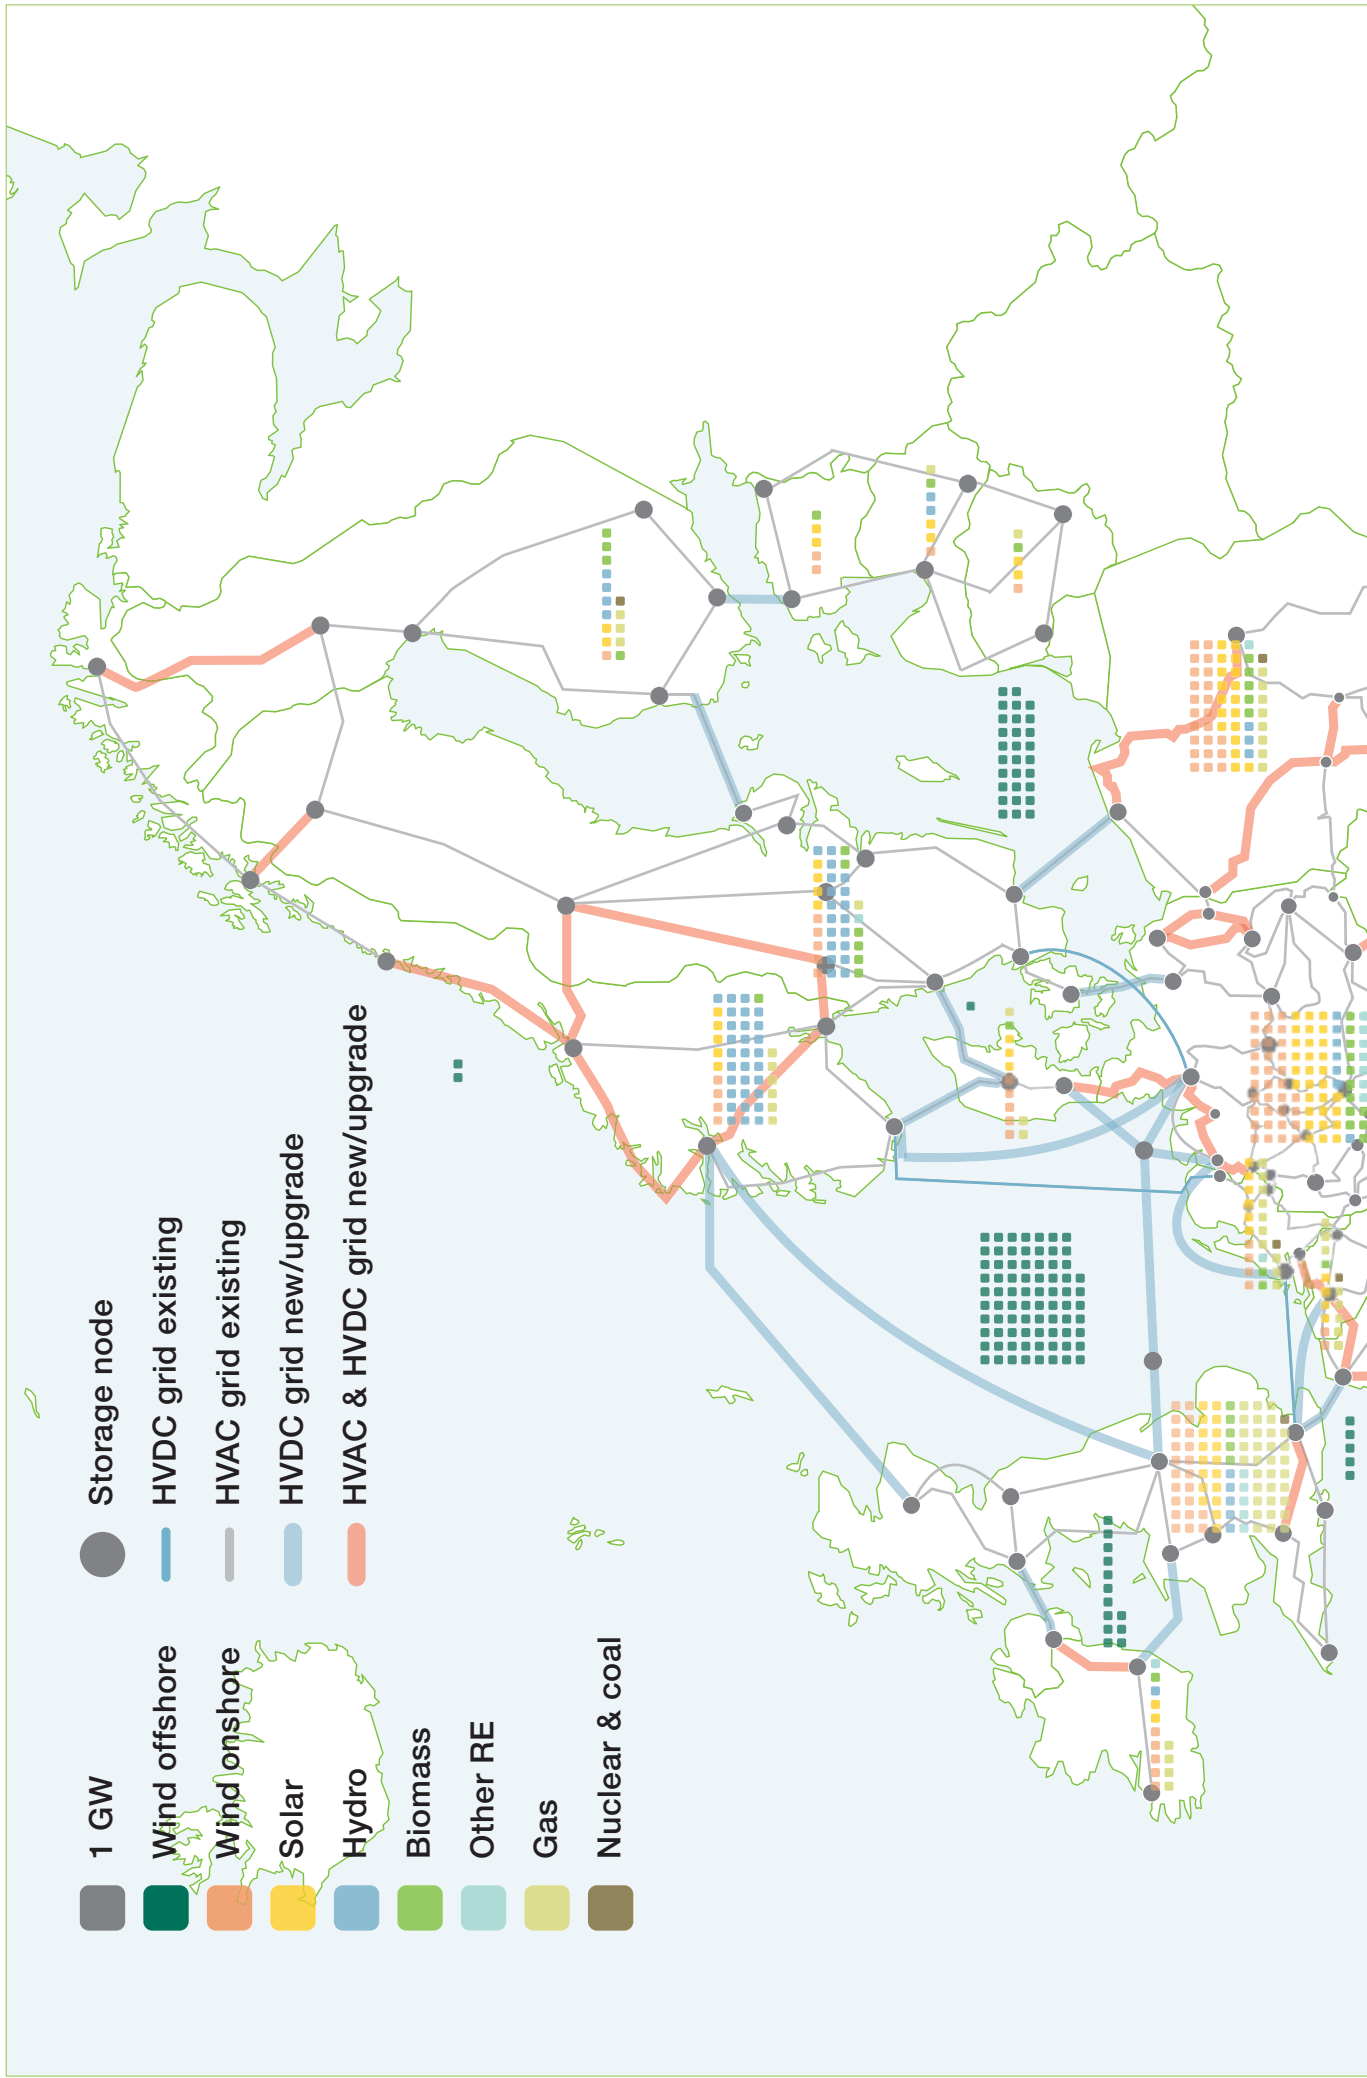 1 GW
Wind offshore
Wind onshore
Solar
Hydro
Biomass
Other RE
Gas
Nuclear & coal
Storage node
HVDC grid existing
HVAC grid existing
HVDC grid new/upgrade
HVAC & HVDC grid new/upgrade